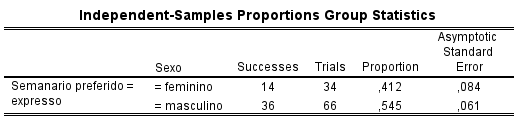 Independent-Samples Proportions Group Statistics
Sexo Successes Trials Proportion Asymptotic Standard Error
Semanario preferido = expresso = feminino 14 34 ,412 ,084
= masculino 36 66 ,545 ,061